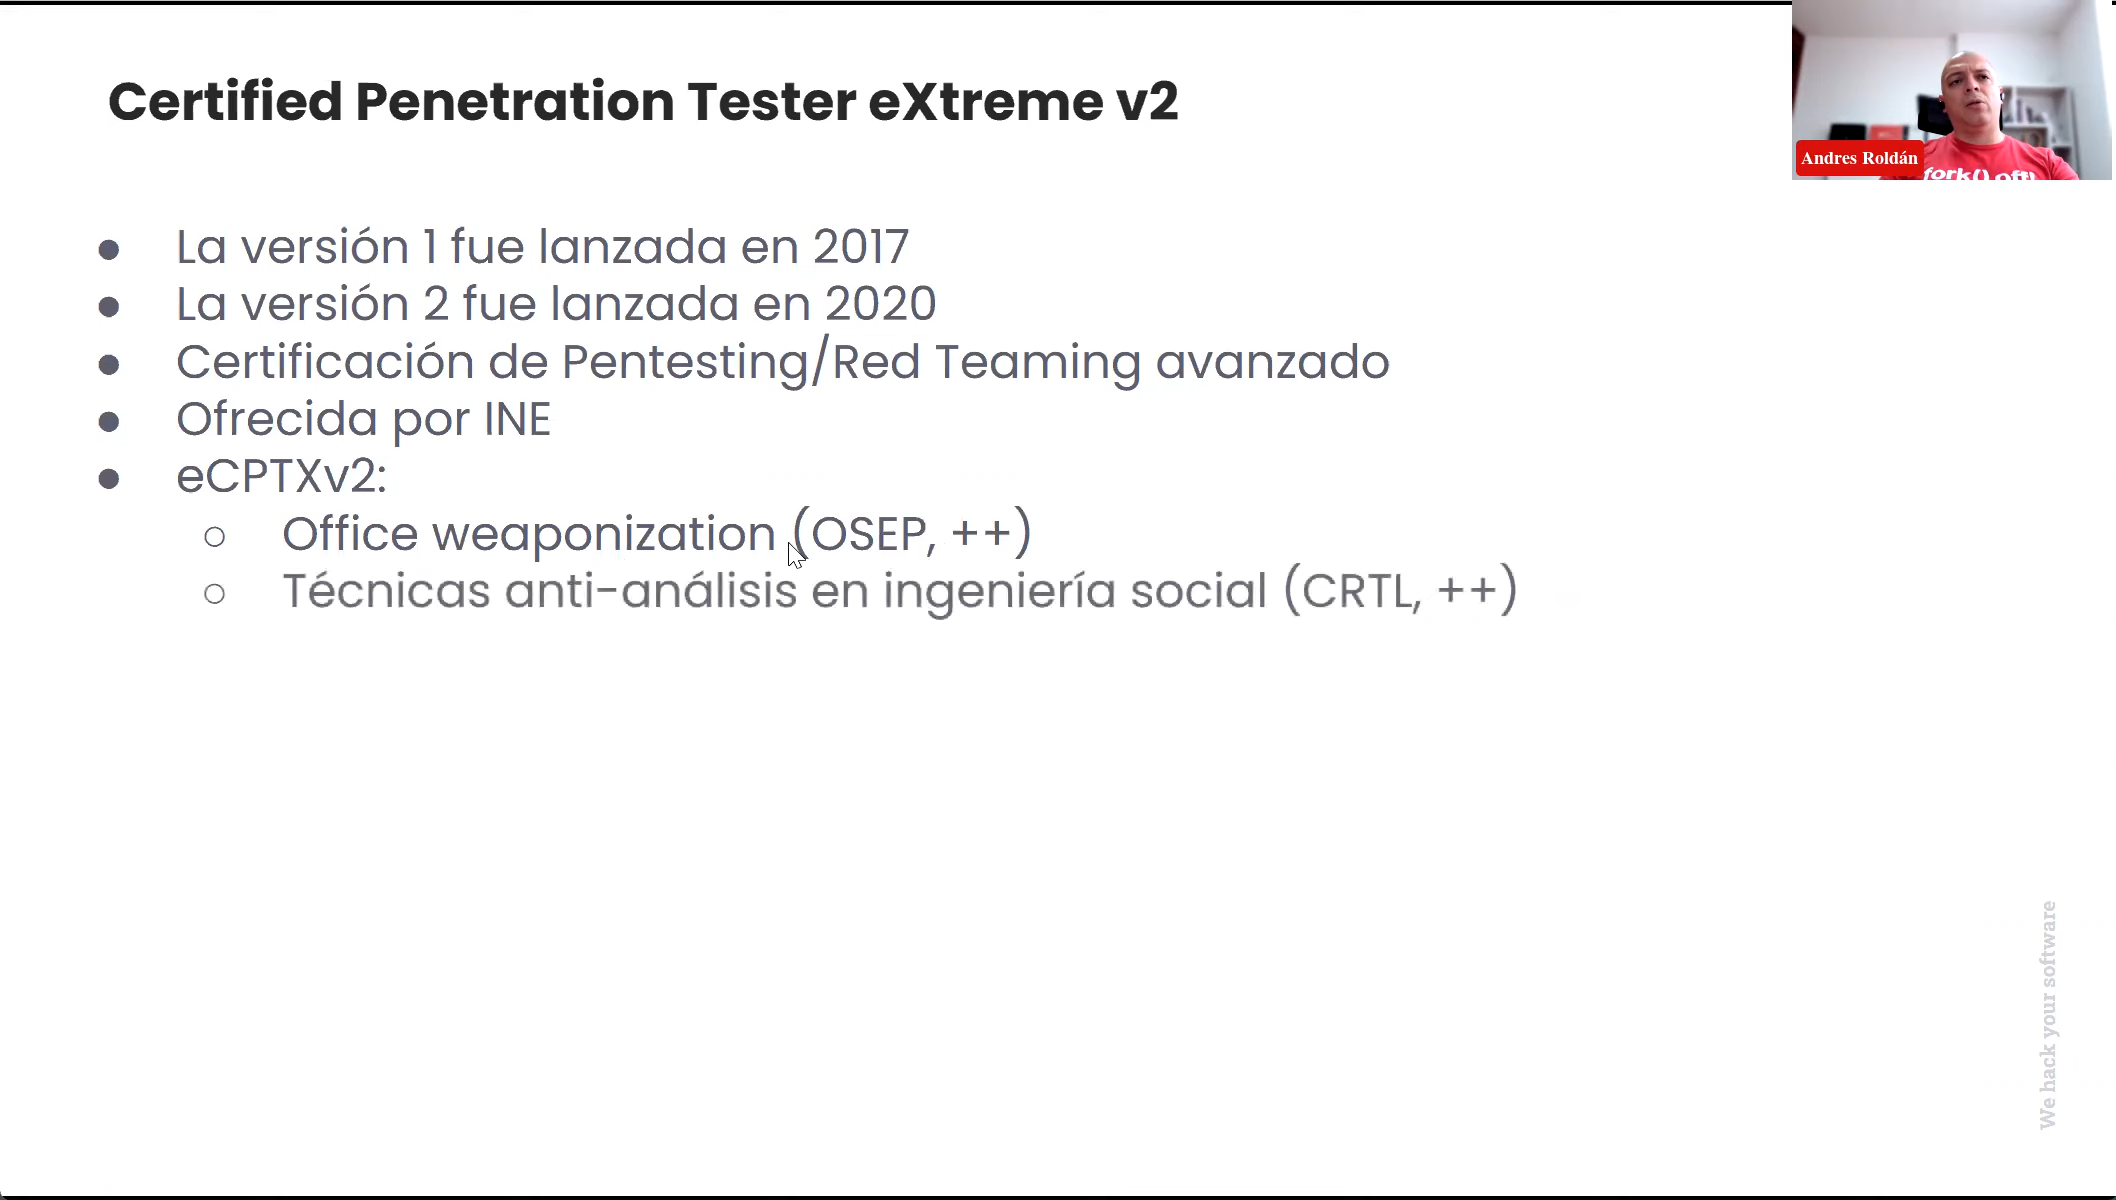 Certified Penetration Tester eXtreme v2
Andres Roldán
fork() off!
● La versión 1 fue lanzada en 2017
● La versión 2 fue lanzada en 2020
● Certificación de Pentesting/Red Teaming avanzado
● Ofrecida por INE
● eCPTXv2:
○ Office weaponization (OSEP, ++)
○ Técnicas anti-análisis en ingeniería social (CRTL, ++)
We hack your software